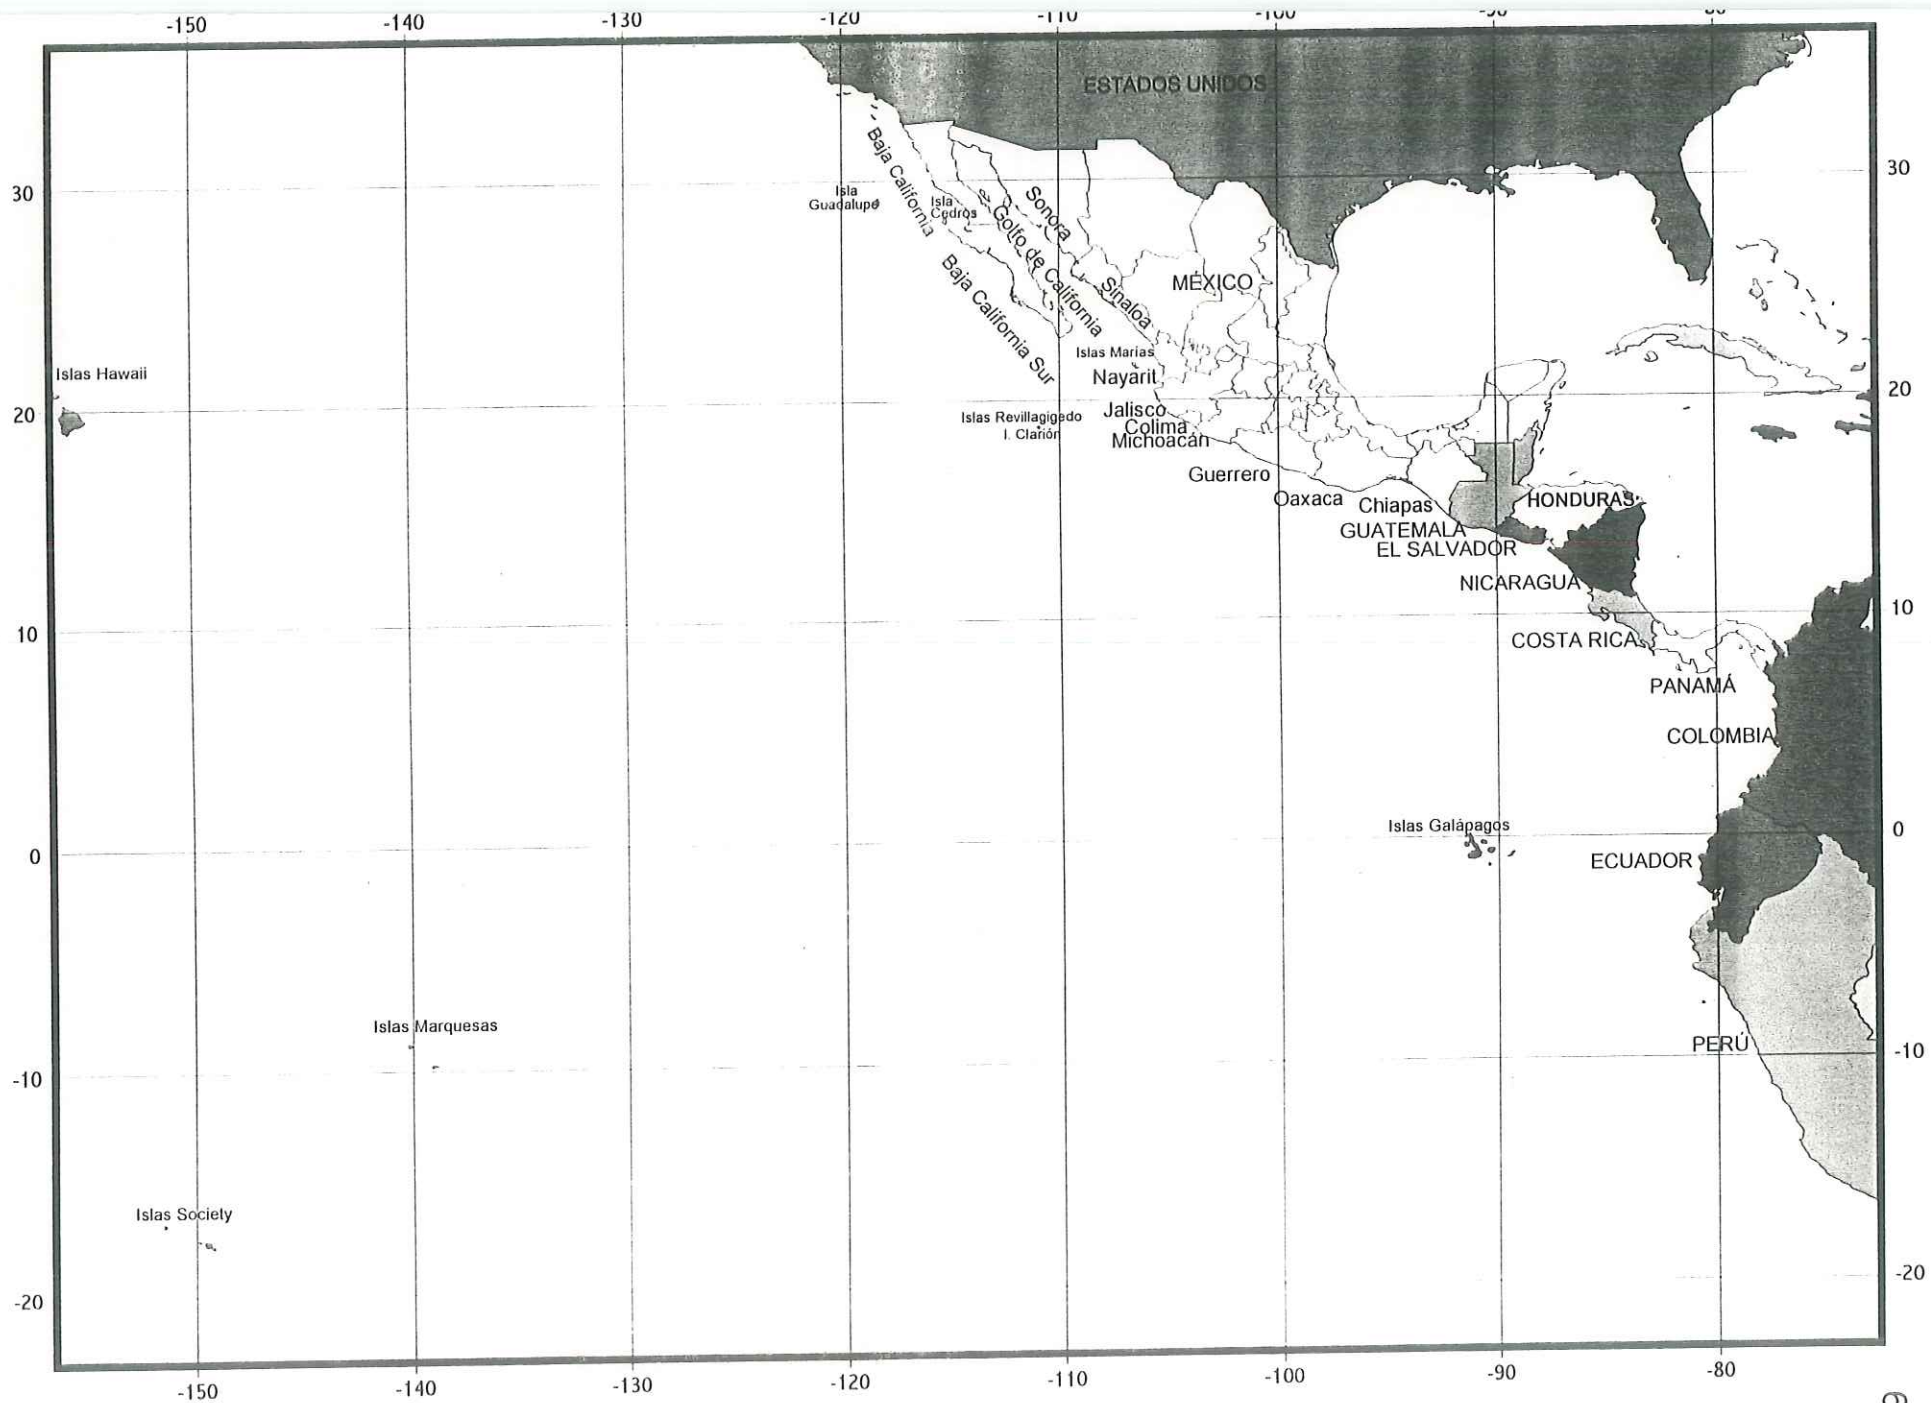 -150
-140
-130
-120
-110
-100
-90
80
ESTADOS UNIDOS
30
30
Baja California
Isla
Guadalupe
Isla
Cedros
Sonora
Golfo de California
Baja California Sur
Sinaloa
MÉXICO
Islas Marías
Nayarit
Islas Hawaii
20
20
Islas Revillagigedo
I. Clarión
Jalisco
Colima
Michoacán
Guerrero
Oaxaca
Chiapas
HONDURAS
GUATEMALA
EL SALVADOR
NICARAGUA
10
10
COSTA RICA
PANAMÁ
COLOMBIA
Islas Galápagos
0
0
ECUADOR
Islas Marquesas
PERÚ
-10
-10
Islas Society
-20
-20
-150
-140
-130
-120
-110
-100
-90
-80